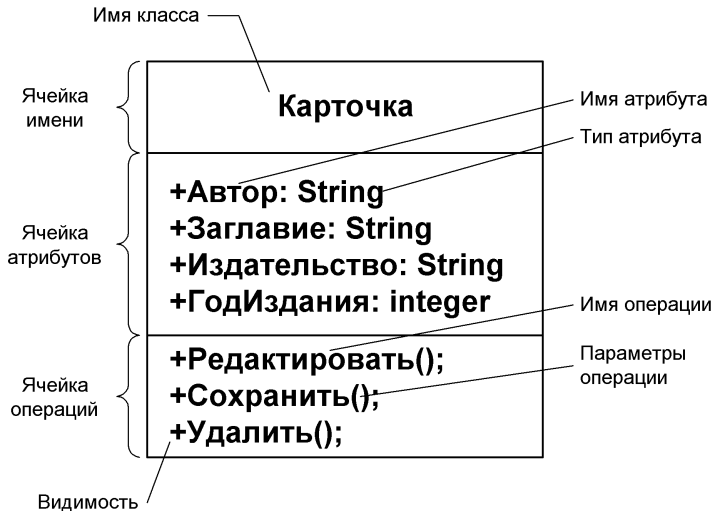 Имя класса
Ячейка
имени
Карточка
Имя атрибута
Тип атрибута
Ячейка
атрибутов
+Автор: String
+Заглавие: String
+Издательство: String
+ГодИздания: integer
Имя операции
Ячейка
операций
+Редактировать();
+Сохранить();
+Удалить();
Параметры
операции
Видимость